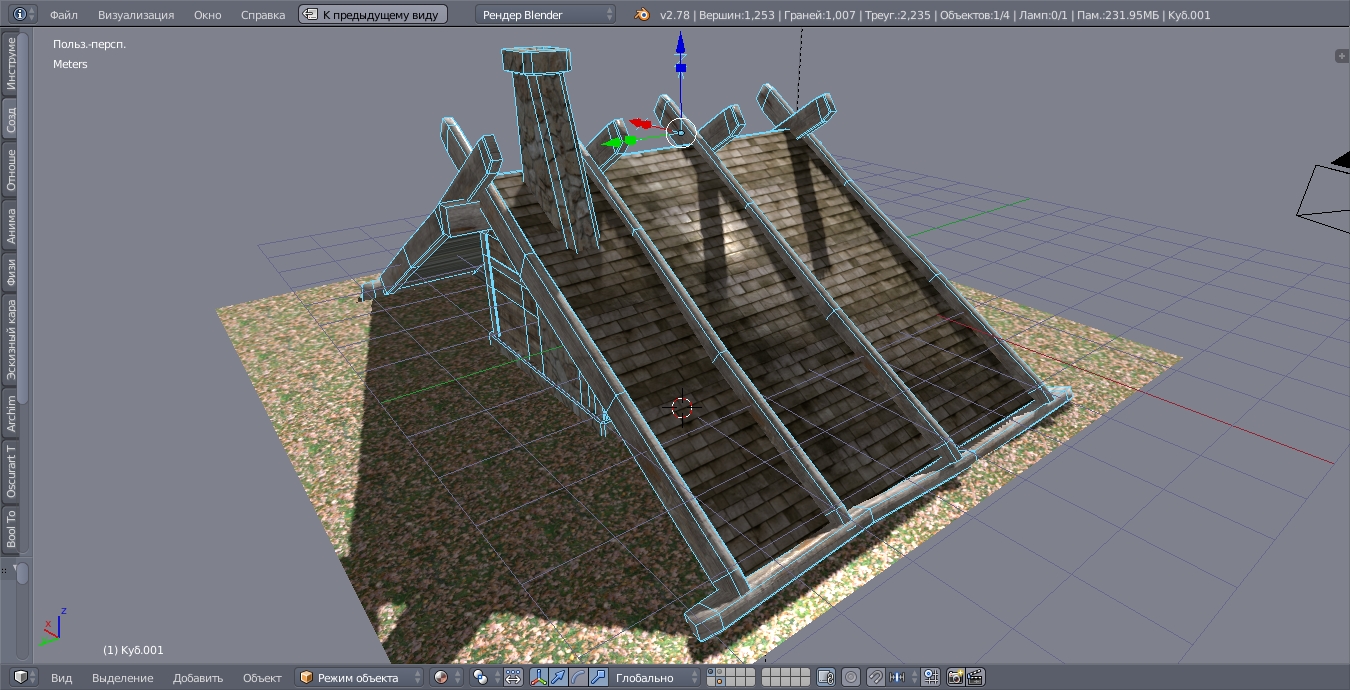 Файл Визуализация Окно Справка К предыдущему виду Рендер Blender v2.78 | Вершин:1,253 | Граней:1,007 | Треуг.:2,235 | Объектов:1/4 | Ламп:0/1 | Пам.:231.95МБ | Куб.001
Польз.-персп.
Meters
Инструме
Созд
Отноше
Анима
Физи
Эскизный кара
Archim
Oscurart T
Bool To
z
x
(1) Куб.001
Вид Выделение Добавить Объект Режим объекта Глобально